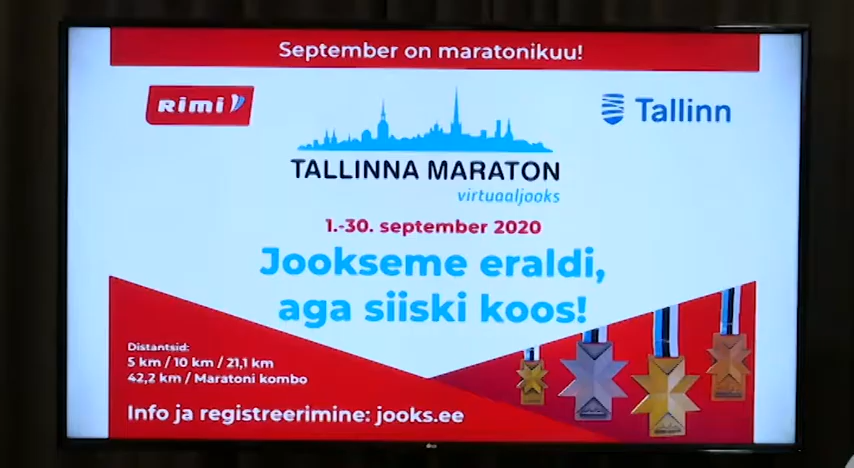 September on maratonikuu!
Rimi
Tallinn
TALLINNA MARATON
virtuaaljooks
1.-30. september 2020
Jookseme eraldi,
aga siiski koos!
Distantsid:
5 km / 10 km / 21,1 km
42,2 km / Maratoni kombo
Info ja registreerimine: jooks.ee
LG